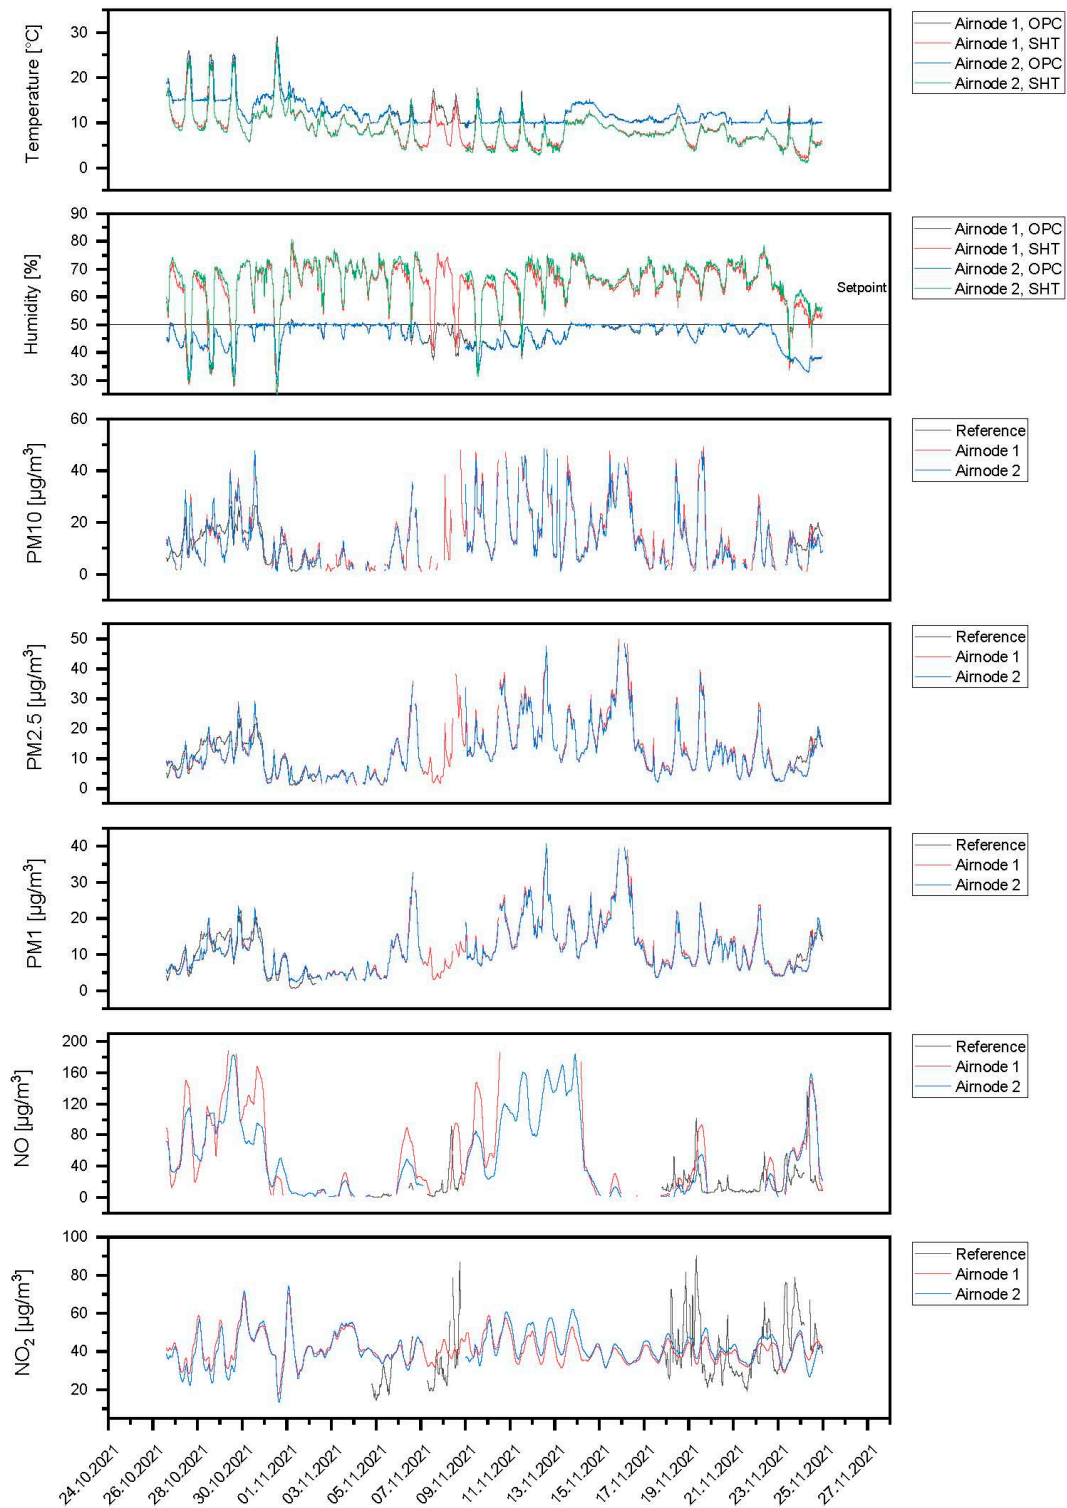 Temperature [°C]
30
20
10
0
Airnode 1, OPC
Airnode 1, SHT
Airnode 2, OPC
Airnode 2, SHT
Humidity [%]
90
80
70
60
50
40
30
Setpoint
Airnode 1, OPC
Airnode 1, SHT
Airnode 2, OPC
Airnode 2, SHT
PM10 [µg/m³]
60
40
20
0
Reference
Airnode 1
Airnode 2
PM2.5 [µg/m³]
50
40
30
20
10
0
Reference
Airnode 1
Airnode 2
PM1 [µg/m³]
40
30
20
10
0
Reference
Airnode 1
Airnode 2
NO [µg/m³]
200
160
120
80
40
0
Reference
Airnode 1
Airnode 2
NO₂ [µg/m³]
100
80
60
40
20
Reference
Airnode 1
Airnode 2
24.10.2021
26.10.2021
28.10.2021
30.10.2021
01.11.2021
03.11.2021
05.11.2021
07.11.2021
09.11.2021
11.11.2021
13.11.2021
15.11.2021
17.11.2021
19.11.2021
21.11.2021
23.11.2021
25.11.2021
27.11.2021